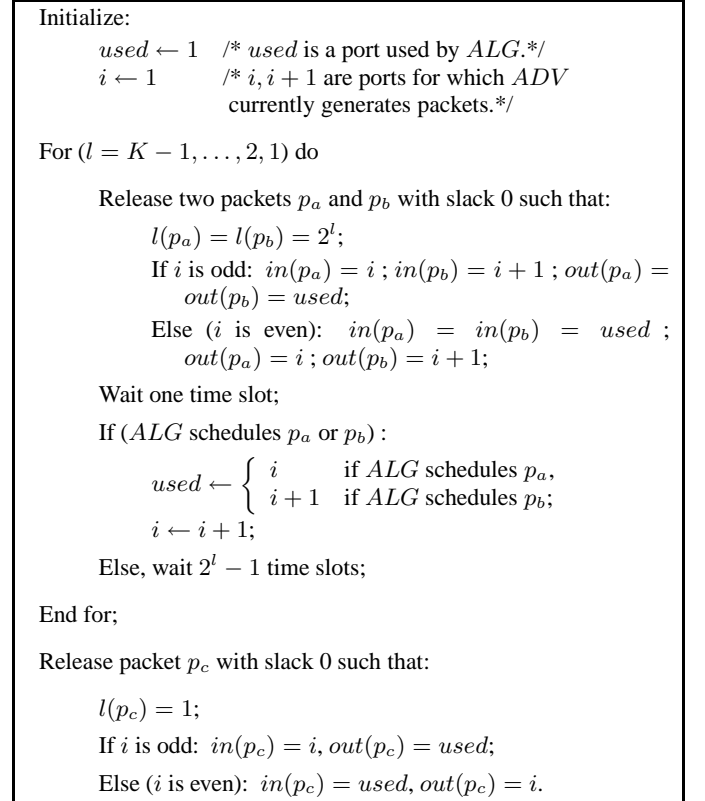 Initialize:
used ← 1 /* used is a port used by ALG.*/
i ← 1 /* i, i + 1 are ports for which ADV
currently generates packets.*/
For (l = K − 1, . . . , 2, 1) do
Release two packets p_a and p_b with slack 0 such that:
l(p_a) = l(p_b) = 2^l;
If i is odd: in(p_a) = i ; in(p_b) = i + 1 ; out(p_a) =
out(p_b) = used;
Else (i is even): in(p_a) = in(p_b) = used ;
out(p_a) = i ; out(p_b) = i + 1;
Wait one time slot;
If (ALG schedules p_a or p_b) :
used ← { i if ALG schedules p_a,
i + 1 if ALG schedules p_b;
i ← i + 1;
Else, wait 2^l − 1 time slots;
End for;
Release packet p_c with slack 0 such that:
l(p_c) = 1;
If i is odd: in(p_c) = i, out(p_c) = used;
Else (i is even): in(p_c) = used, out(p_c) = i.